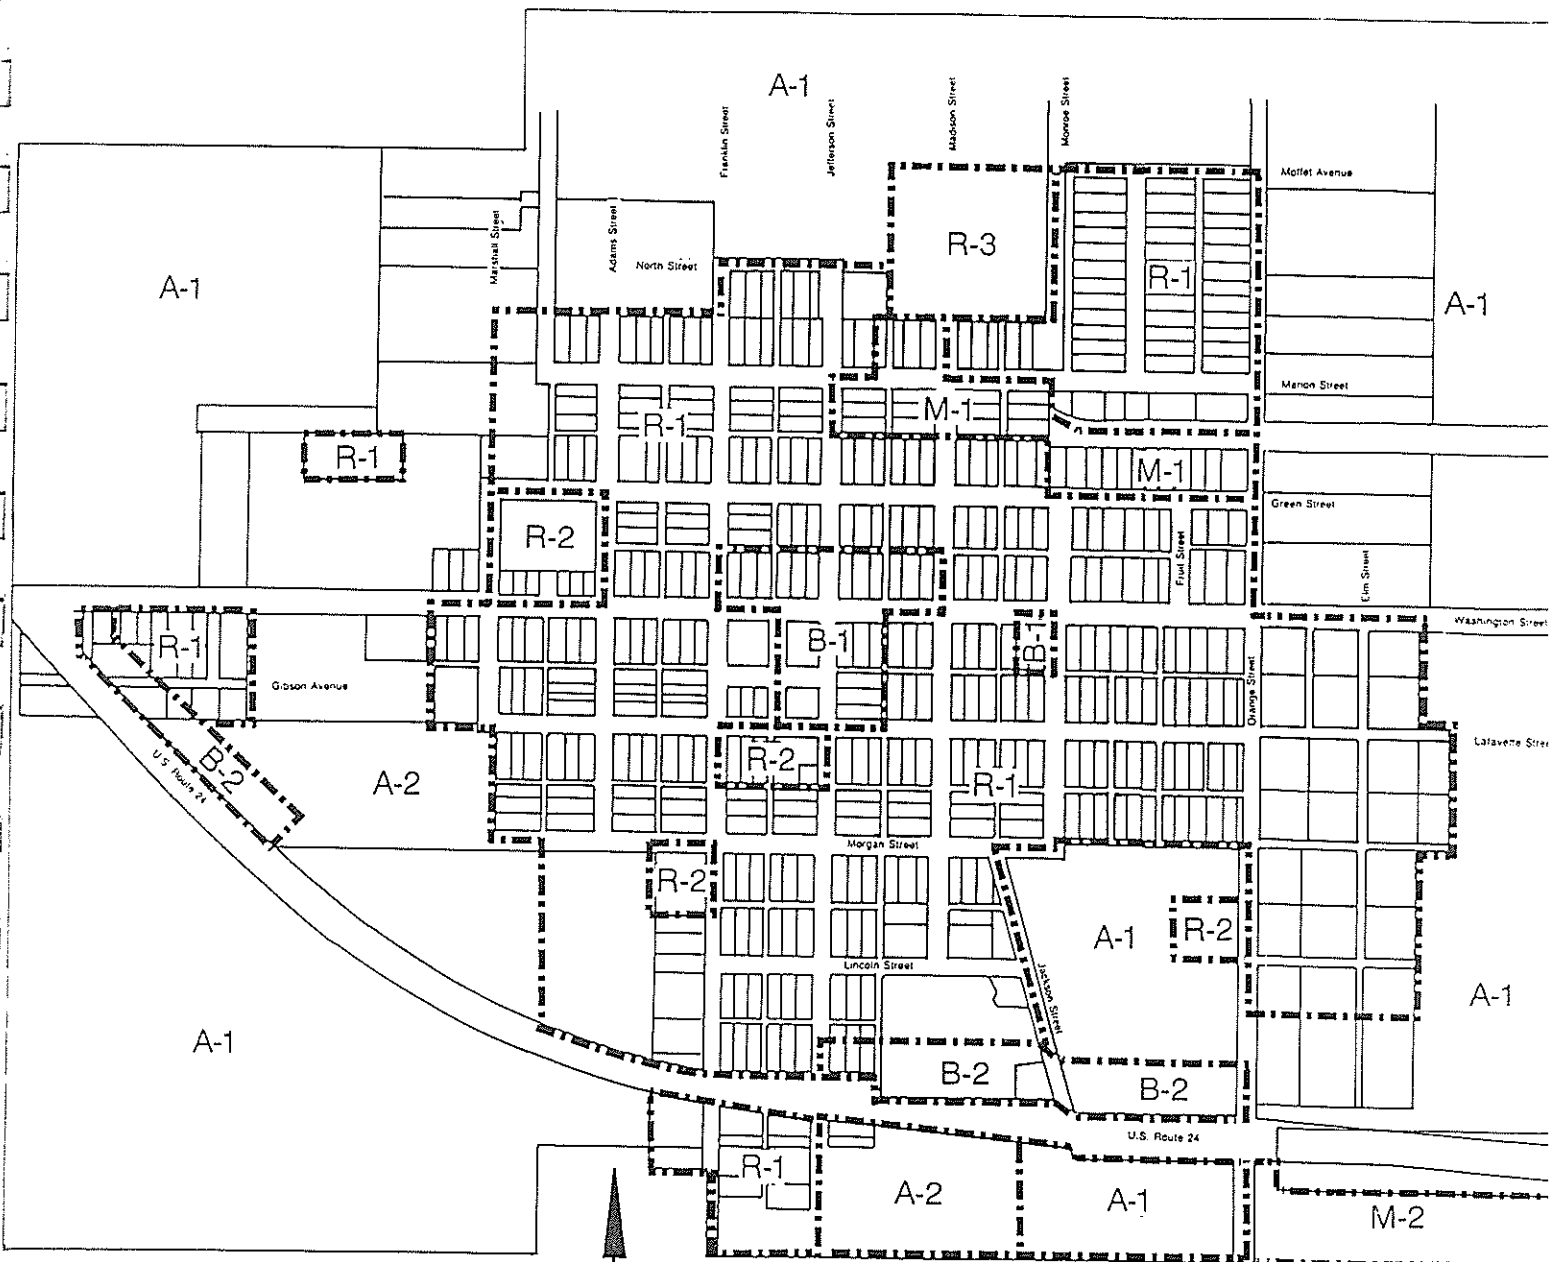 A-1
Franklin Street
Jefferson Street
Madison Street
Monroe Street
Moffet Avenue
Marshall Street
Adams Street
North Street
R-3
R-1
A-1
A-1
Marion Street
R-1
M-1
R-1
M-1
Green Street
R-2
Fruit Street
Elm Street
Washington Street
R-1
B-1
B-1
Gibson Avenue
Orange Street
Lafayette Stree
B-2
U.S. Route 24
A-2
R-2
R-1
Morgan Street
R-2
A-1
R-2
Lincoln Street
Jackson Street
A-1
A-1
B-2
B-2
U.S. Route 24
R-1
A-2
A-1
M-2